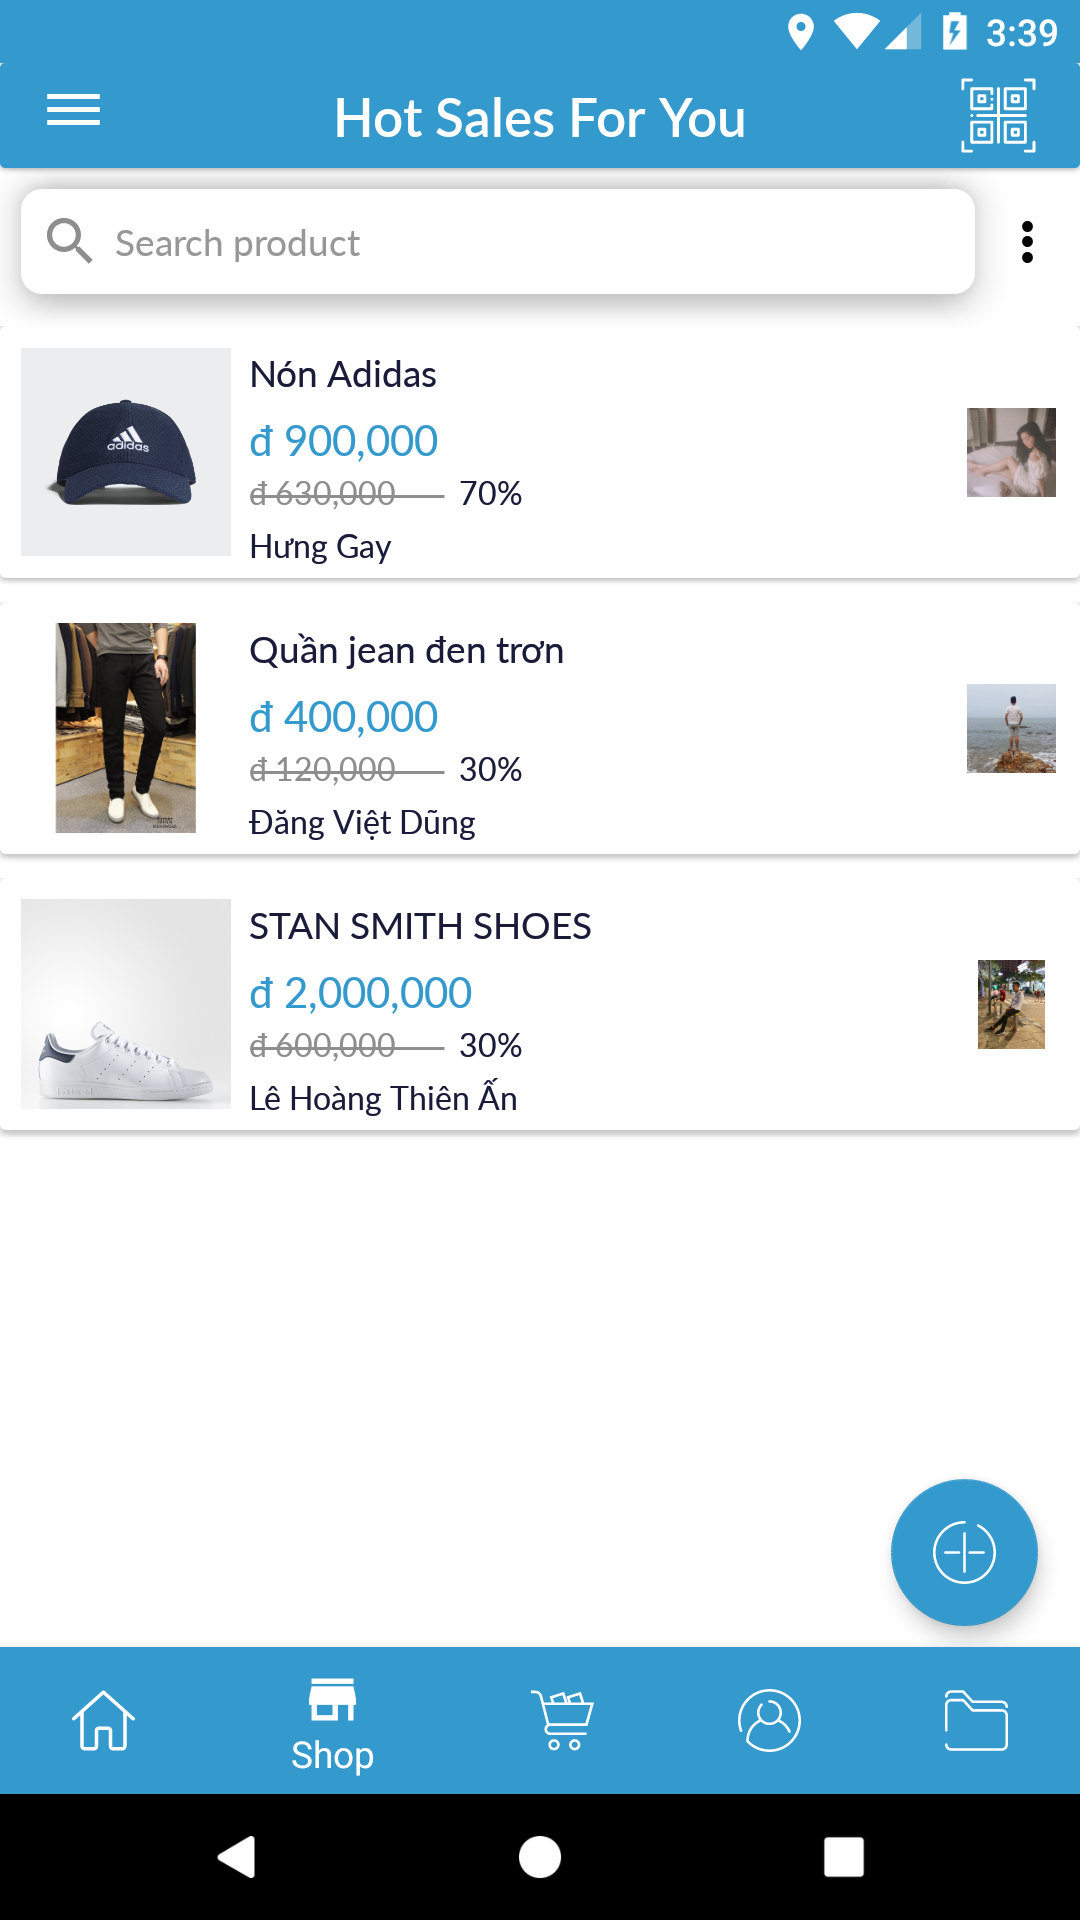 3:39
Hot Sales For You
Search product
adidas
Nón Adidas
đ 900,000
đ 630,000 70%
Hưng Gay
Quần jean đen trơn
đ 400,000
đ 120,000 30%
Đăng Việt Dũng
STAN SMITH SHOES
đ 2,000,000
đ 600,000 30%
Lê Hoàng Thiên Ấn
Shop